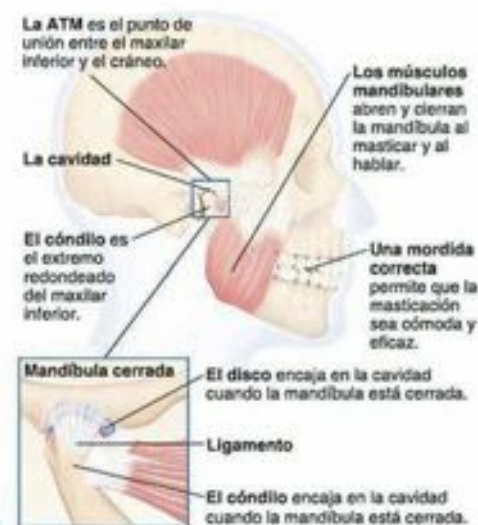 La ATM es el punto de
unión entre el maxilar
inferior y el cráneo.
Los músculos
mandibulares
abren y cierran
la mandíbula al
masticar y al
hablar.
La cavidad
El cóndilo es
el extremo
redondeado
del maxilar
inferior.
Una mordida
correcta
permite que la
masticación
sea cómoda y
eficaz.
Mandíbula cerrada
El disco encaja en la cavidad
cuando la mandíbula está cerrada.
Ligamento
El cóndilo encaja en la cavidad
cuando la mandíbula está cerrada.